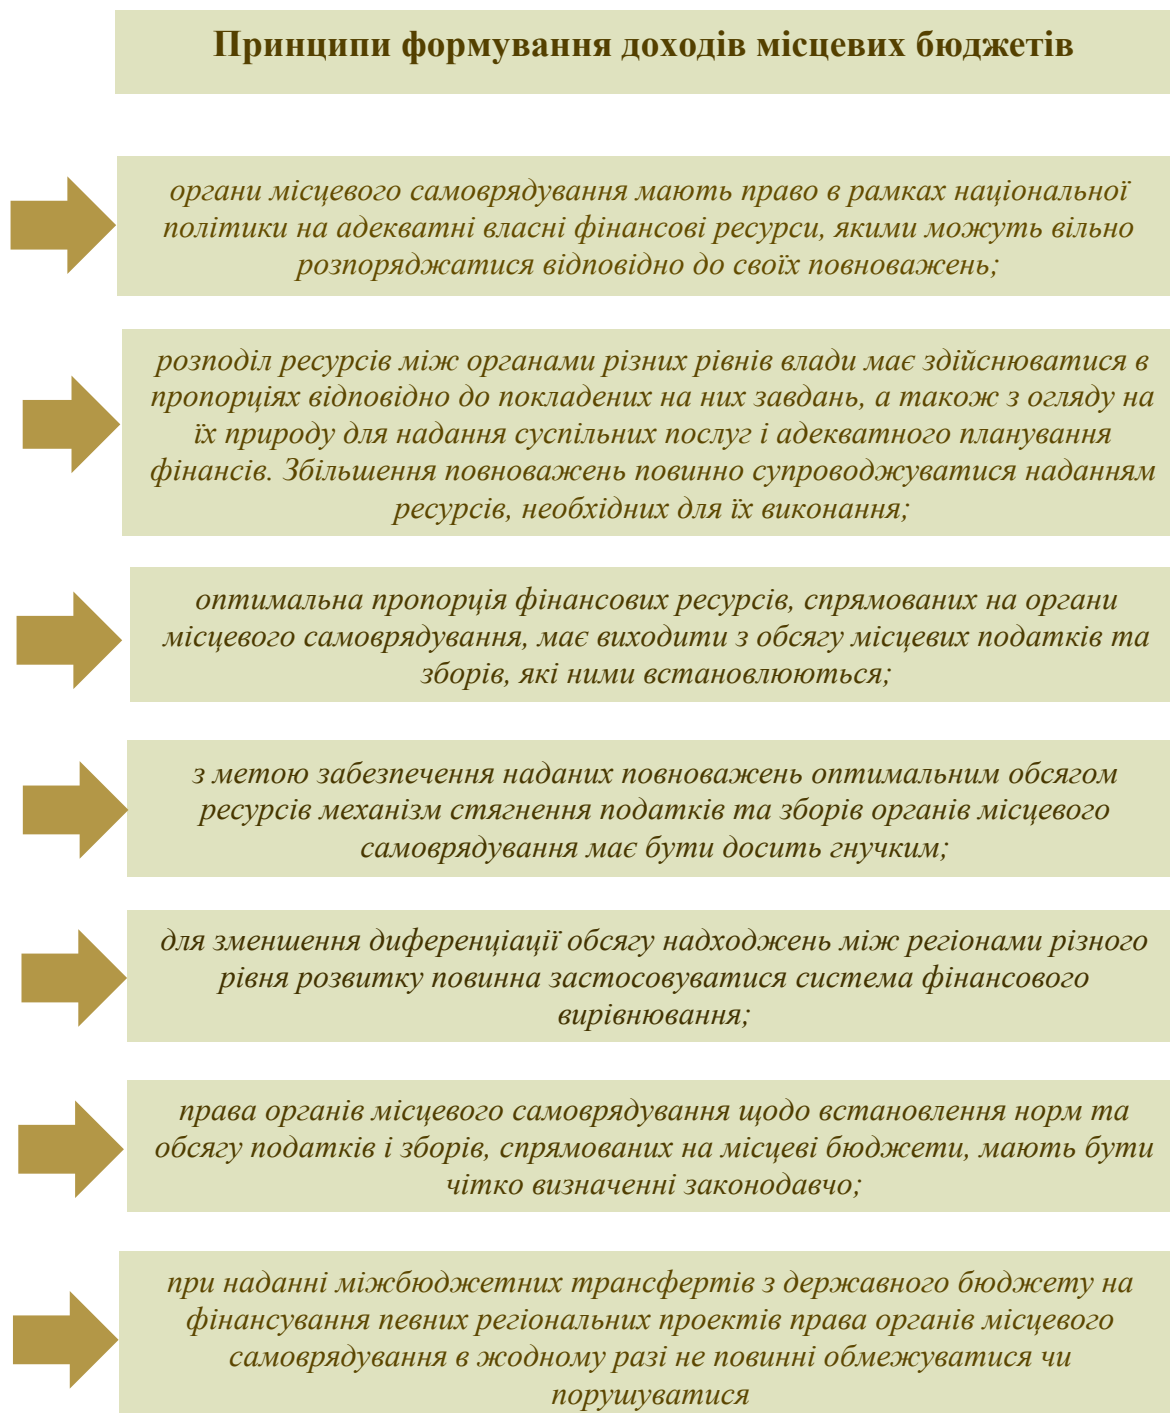 Принципи формування доходів місцевих бюджетів
органи місцевого самоврядування мають право в рамках національної
політики на адекватні власні фінансові ресурси, якими можуть вільно
розпоряджатися відповідно до своїх повноважень;
розподіл ресурсів між органами різних рівнів влади має здійснюватися в
пропорціях відповідно до покладених на них завдань, а також з огляду на
їх природу для надання суспільних послуг і адекватного планування
фінансів. Збільшення повноважень повинно супроводжуватися наданням
ресурсів, необхідних для їх виконання;
оптимальна пропорція фінансових ресурсів, спрямованих на органи
місцевого самоврядування, має виходити з обсягу місцевих податків та
зборів, які ними встановлюються;
з метою забезпечення наданих повноважень оптимальним обсягом
ресурсів механізм стягнення податків та зборів органів місцевого
самоврядування має бути досить гнучким;
для зменшення диференціації обсягу надходжень між регіонами різного
рівня розвитку повинна застосовуватися система фінансового
вирівнювання;
права органів місцевого самоврядування щодо встановлення норм та
обсягу податків і зборів, спрямованих на місцеві бюджети, мають бути
чітко визначенні законодавчо;
при наданні міжбюджетних трансфертів з державного бюджету на
фінансування певних регіональних проектів права органів місцевого
самоврядування в жодному разі не повинні обмежуватися чи
порушуватися